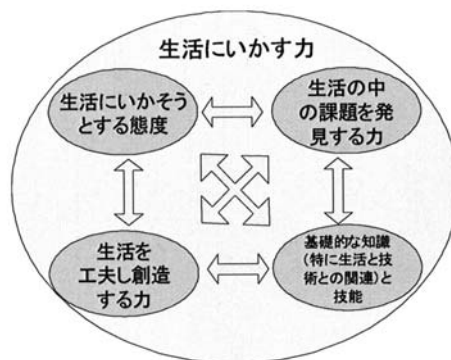 生活にいかす力
生活にいかそう
とする態度
生活の中
の課題を発
見する力
生活を
工夫し創造
する力
基礎的な知識
(特に生活と技
術との関連)と
技能